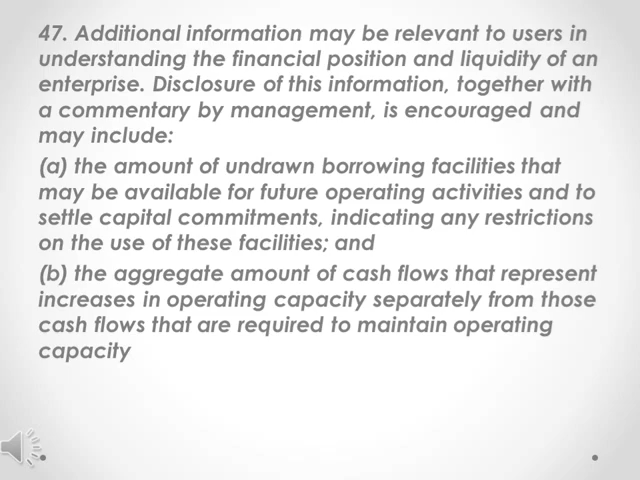 47. Additional information may be relevant to users in
understanding the financial position and liquidity of an
enterprise. Disclosure of this information, together with
a commentary by management, is encouraged and
may include:
(a) the amount of undrawn borrowing facilities that
may be available for future operating activities and to
settle capital commitments, indicating any restrictions
on the use of these facilities; and
(b) the aggregate amount of cash flows that represent
increases in operating capacity separately from those
cash flows that are required to maintain operating
capacity